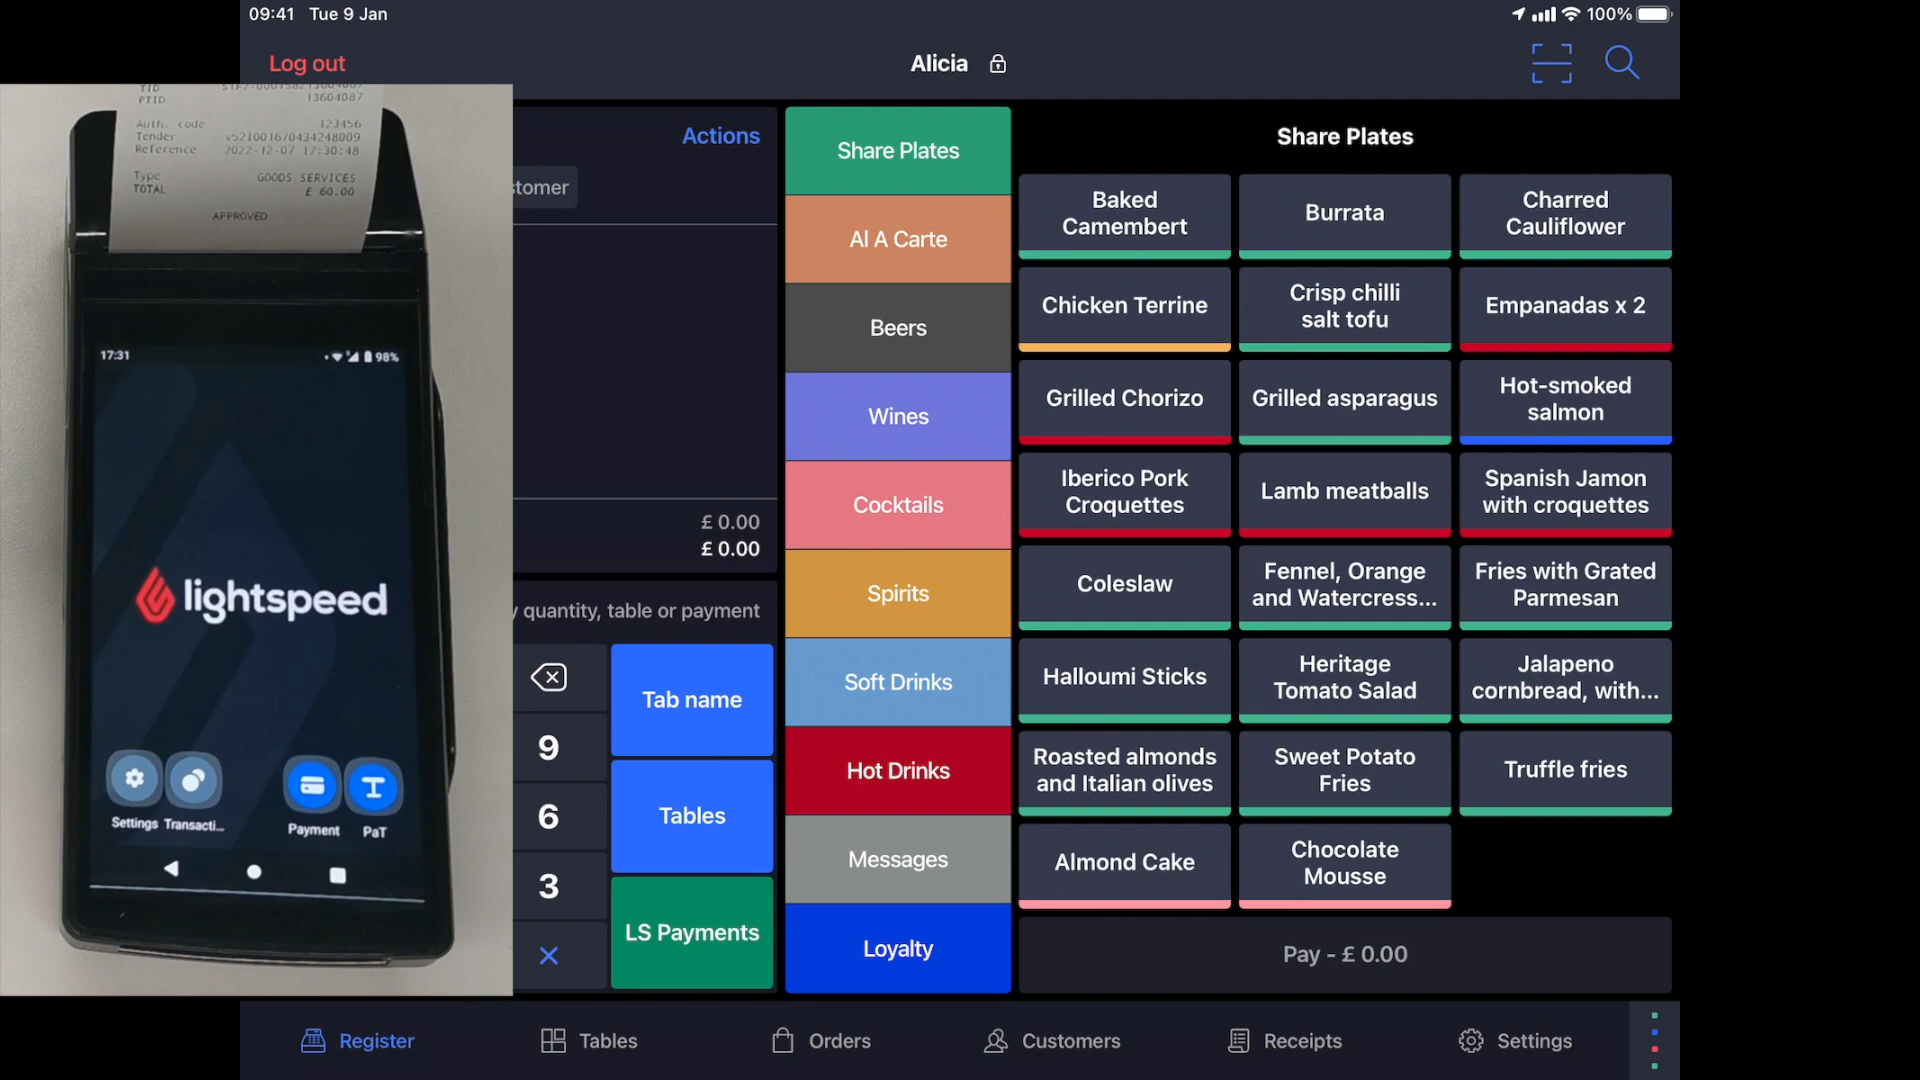 09:41 Tue 9 Jan
100%
Log out
Alicia
PTID 13604087
Auth. code 123456
Tender v5210016/0434248009
Reference 2022-12-07 17:30:48
Type GOODS SERVICES
TOTAL £ 60.00
APPROVED
17:31
98%
lightspeed
Settings
Transacti...
Payment
PaT
Actions
stomer
£ 0.00
£ 0.00
quantity, table or payment
9
6
3
Tab name
Tables
LS Payments
Share Plates
Al A Carte
Beers
Wines
Cocktails
Spirits
Soft Drinks
Hot Drinks
Messages
Loyalty
Share Plates
Baked
Camembert
Burrata
Charred
Cauliflower
Chicken Terrine
Crisp chilli
salt tofu
Empanadas x 2
Grilled Chorizo
Grilled asparagus
Hot-smoked
salmon
Iberico Pork
Croquettes
Lamb meatballs
Spanish Jamon
with croquettes
Coleslaw
Fennel, Orange
and Watercress...
Fries with Grated
Parmesan
Halloumi Sticks
Heritage
Tomato Salad
Jalapeno
cornbread, with...
Roasted almonds
and Italian olives
Sweet Potato
Fries
Truffle fries
Almond Cake
Chocolate
Mousse
Pay - £ 0.00
Register
Tables
Orders
Customers
Receipts
Settings